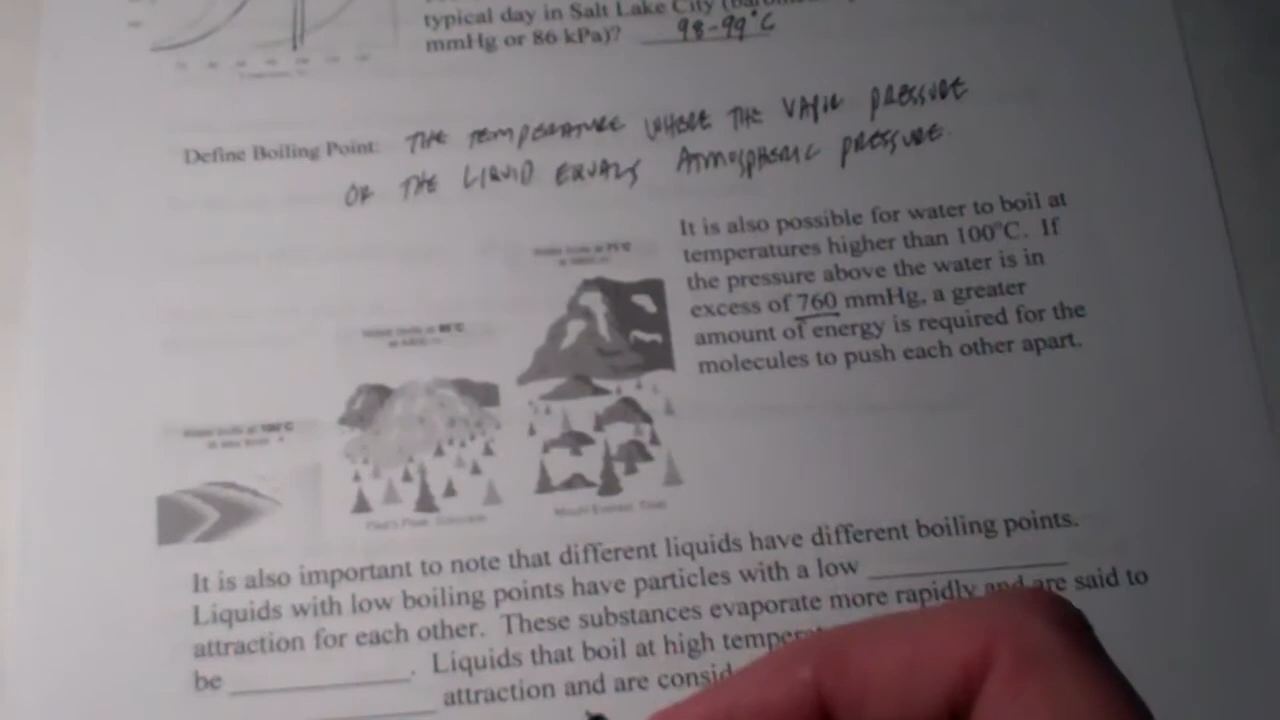 typical day in Salt Lake City
mmHg or 86 kPa)? 98-99°C
Define Boiling Point: THE TEMPERATURE WHERE THE VAPOR PRESSURE
OF THE LIQUID EQUALS ATMOSPHERIC PRESSURE.
It is also possible for water to boil at
temperatures higher than 100°C. If
the pressure above the water is in
excess of 760 mmHg, a greater
amount of energy is required for the
molecules to push each other apart.
It is also important to note that different liquids have different boiling points.
Liquids with low boiling points have particles with a low
attraction for each other. These substances evaporate more rapidly and are said to
be . Liquids that boil at high
attraction and are